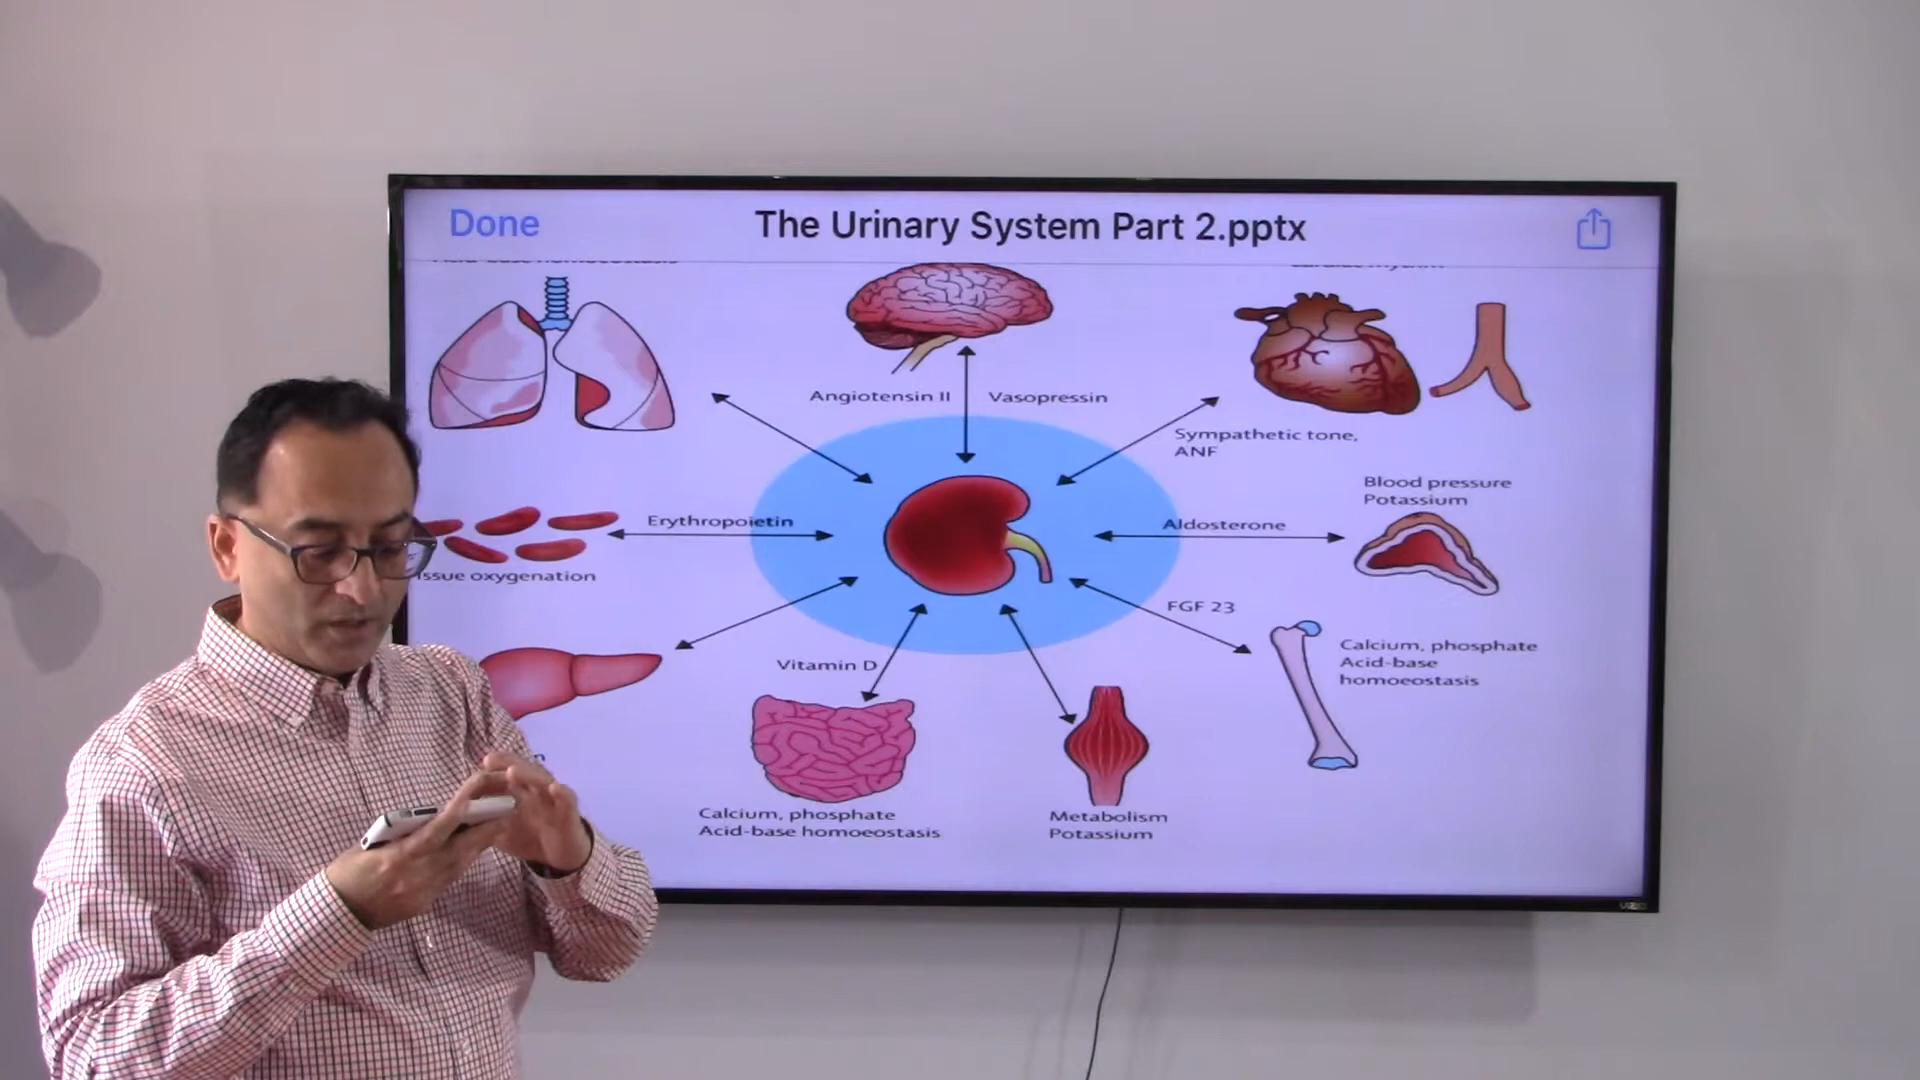 Done
The Urinary System Part 2.pptx
Angiotensin II
Vasopressin
Sympathetic tone,
ANF
Blood pressure
Potassium
Erythropoietin
Aldosterone
oxygenation
FGF 23
Calcium, phosphate
Acid-base
homoeostasis
Vitamin D
Calcium, phosphate
Acid-base homoeostasis
Metabolism
Potassium
VIZIO